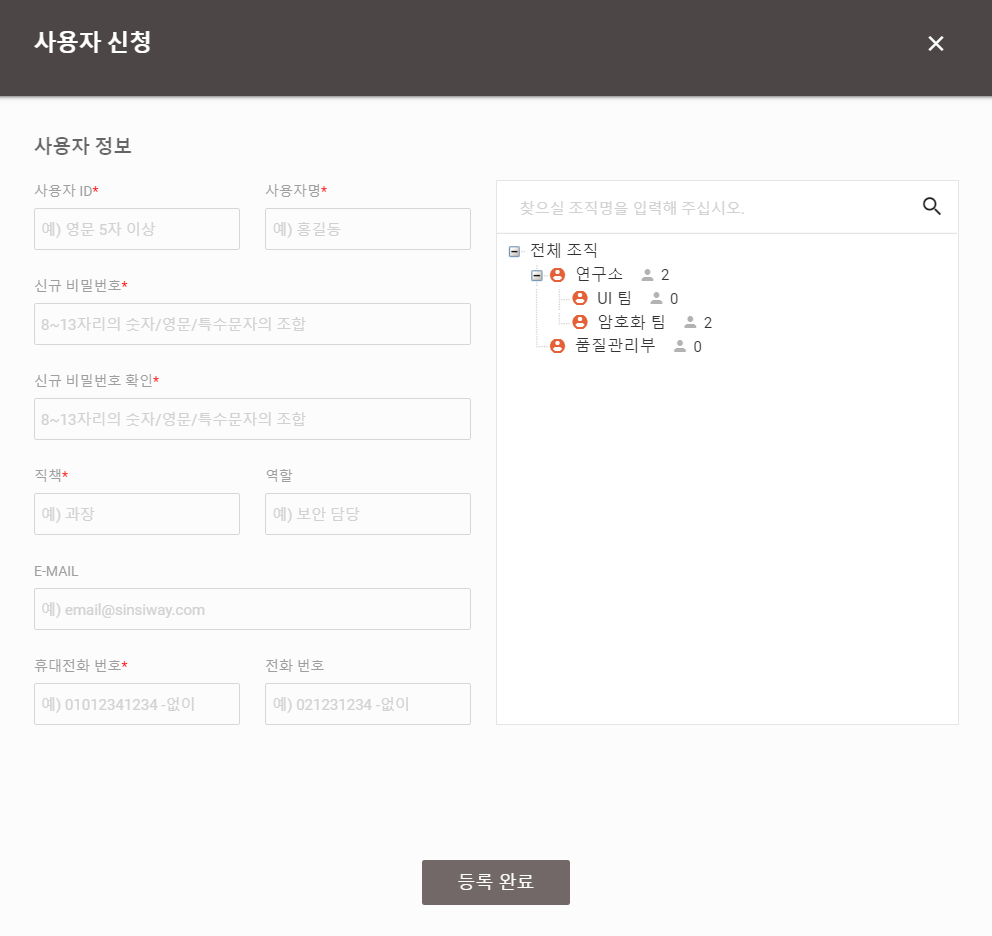 사용자 신청
사용자 정보
사용자 ID*
사용자명*
예) 영문 5자 이상
예) 홍길동
신규 비밀번호*
8~13자리의 숫자/영문/특수문자의 조합
신규 비밀번호 확인*
8~13자리의 숫자/영문/특수문자의 조합
직책*
역할
예) 과장
예) 보안 담당
E-MAIL
예) email@sinsiway.com
휴대전화 번호*
전화 번호
예) 01012341234 -없이
예) 021231234 -없이
찾으실 조직명을 입력해 주십시오.
전체 조직
연구소 2
UI 팀 0
암호화 팀 2
품질관리부 0
등록 완료